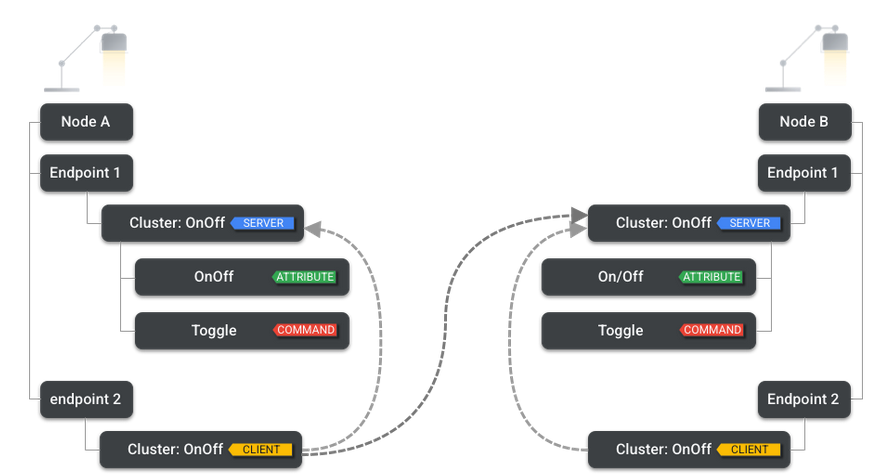 Node A
Endpoint 1
Cluster: OnOff SERVER
OnOff ATTRIBUTE
Toggle COMMAND
endpoint 2
Cluster: OnOff CLIENT
Node B
Endpoint 1
Cluster: OnOff SERVER
On/Off ATTRIBUTE
Toggle COMMAND
Endpoint 2
Cluster: OnOff CLIENT